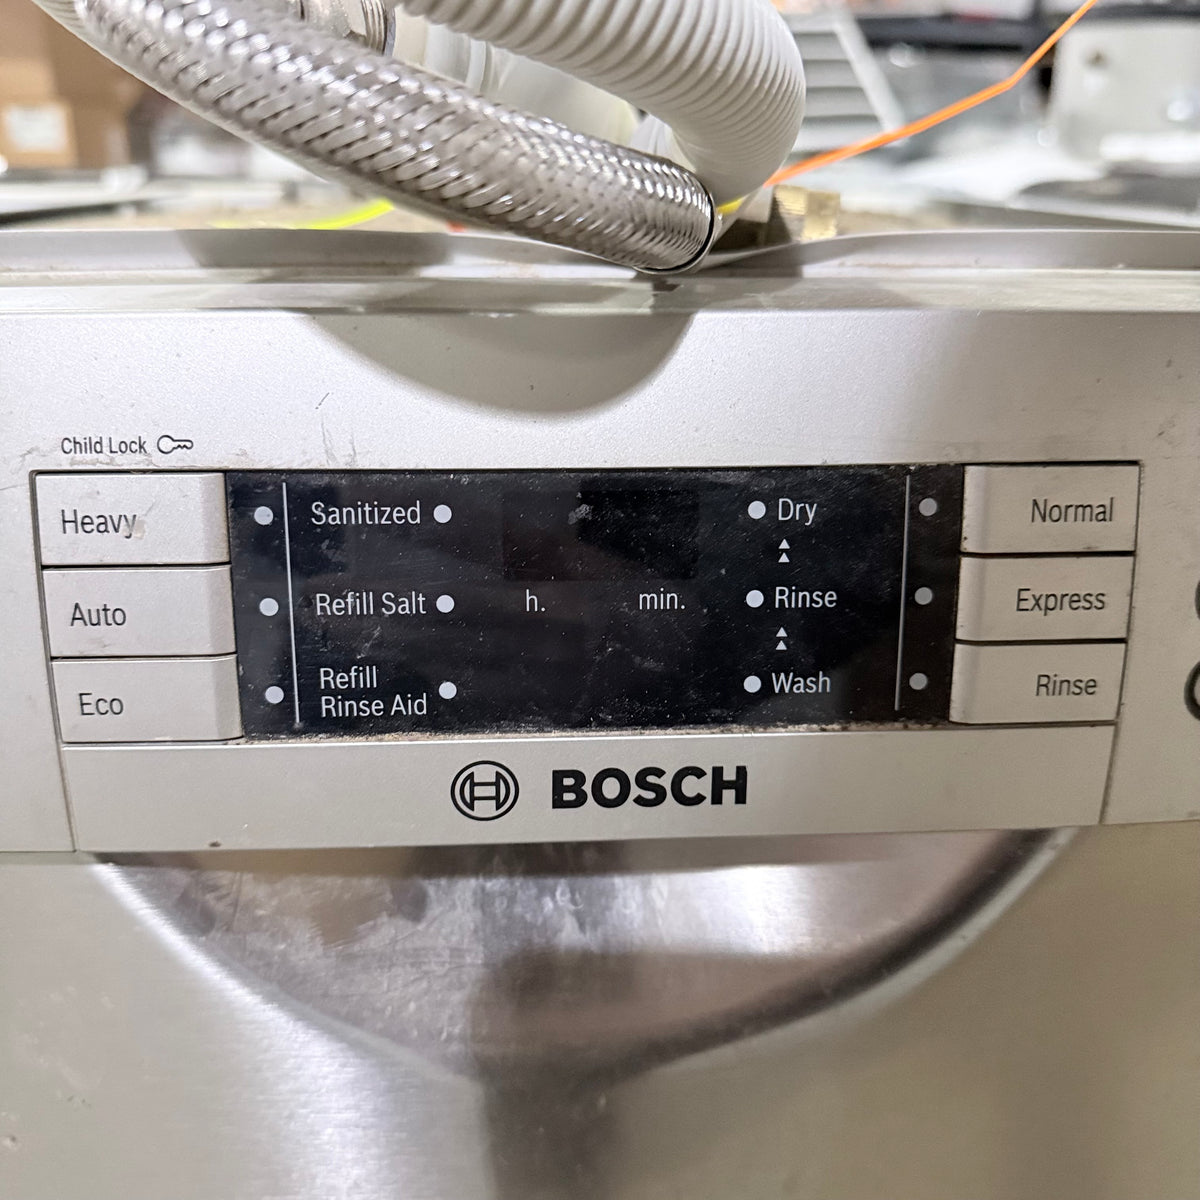 Child Lock
Heavy
Auto
Eco
Sanitized
Refill Salt
Refill
Rinse Aid
h. min.
Dry
Rinse
Wash
Normal
Express
Rinse
BOSCH